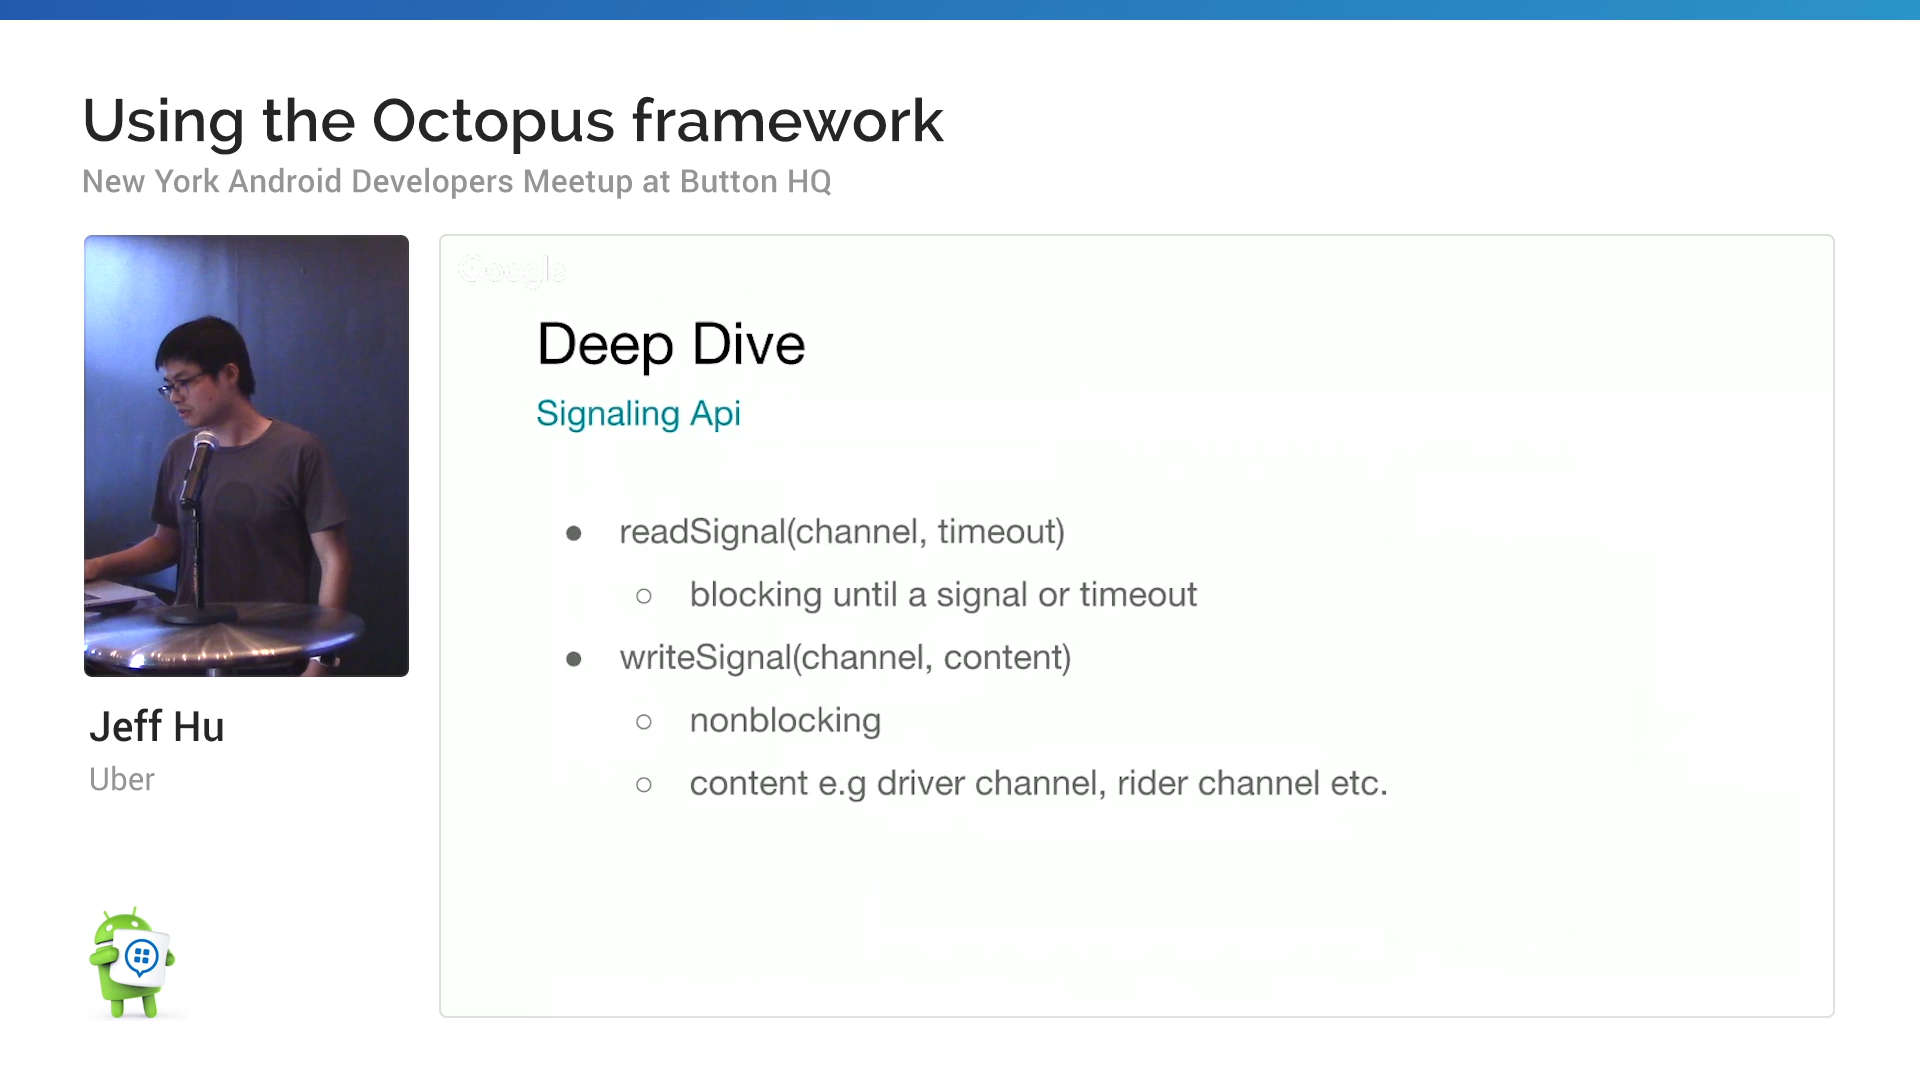 Using the Octopus framework
New York Android Developers Meetup at Button HQ
Google
Deep Dive
Signaling Api
● readSignal(channel, timeout)
○ blocking until a signal or timeout
● writeSignal(channel, content)
○ nonblocking
○ content e.g driver channel, rider channel etc.
Jeff Hu
Uber